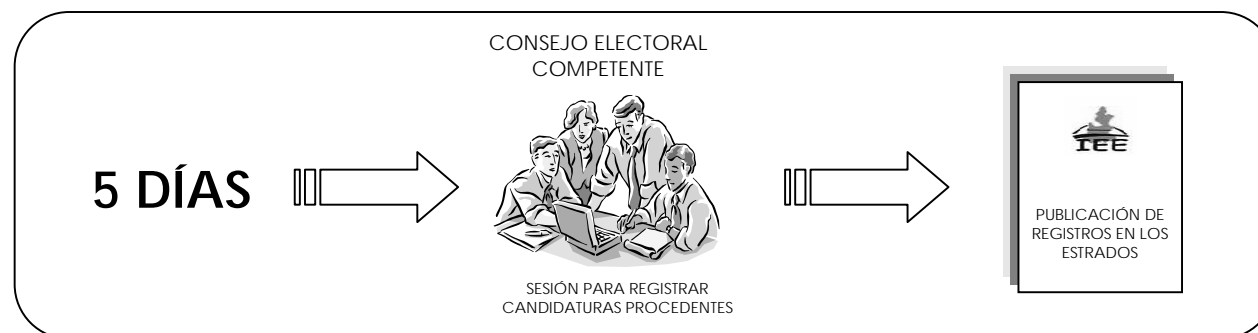 CONSEJO ELECTORAL
COMPETENTE
5 DÍAS
SESIÓN PARA REGISTRAR
CANDIDATURAS PROCEDENTES
IEE
PUBLICACIÓN DE
REGISTROS EN LOS
ESTRADOS